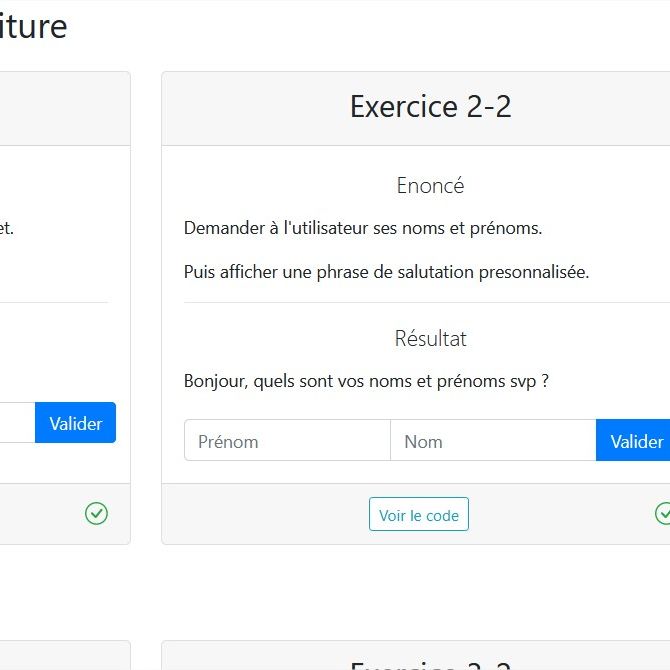 iture
Exercice 2-2
Enoncé
et.
Demander à l'utilisateur ses noms et prénoms.
Puis afficher une phrase de salutation presonnalisée.
Résultat
Bonjour, quels sont vos noms et prénoms svp ?
Valider
Prénom
Nom
Valider
Voir le code